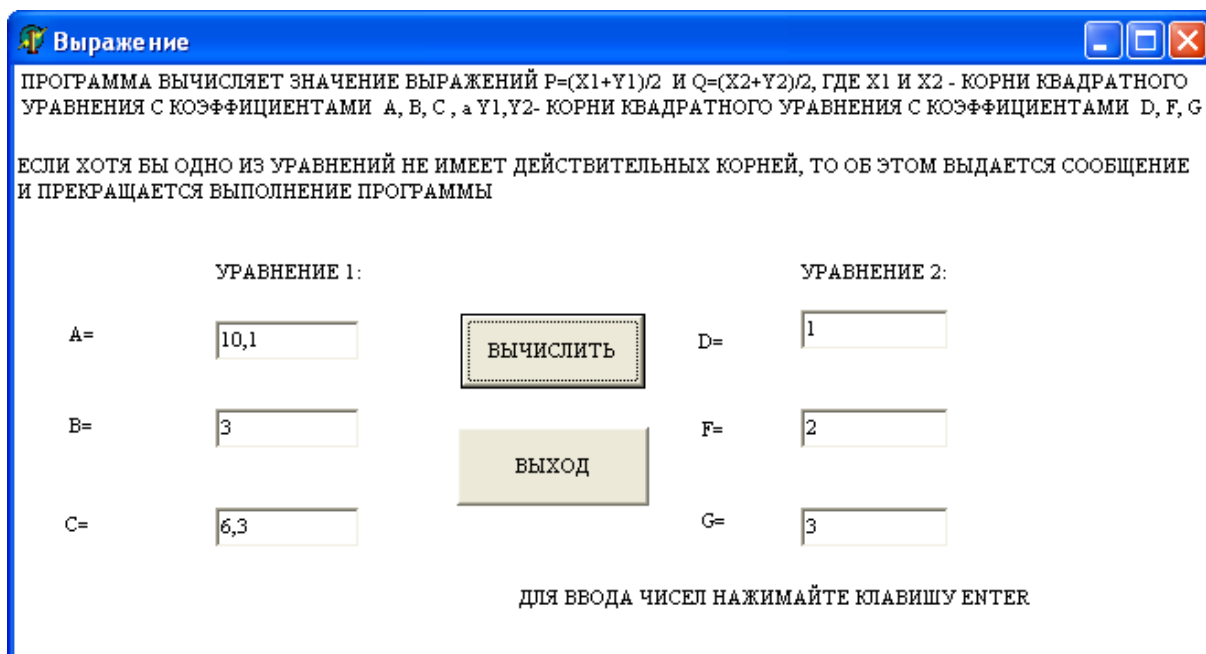 Выражение
ПРОГРАММА ВЫЧИСЛЯЕТ ЗНАЧЕНИЕ ВЫРАЖЕНИЙ P=(X1+Y1)/2 И Q=(X2+Y2)/2, ГДЕ X1 И X2 - КОРНИ КВАДРАТНОГО
УРАВНЕНИЯ С КОЭФФИЦИЕНТАМИ A, B, C , а Y1,Y2- КОРНИ КВАДРАТНОГО УРАВНЕНИЯ С КОЭФФИЦИЕНТАМИ D, F, G
ЕСЛИ ХОТЯ БЫ ОДНО ИЗ УРАВНЕНИЙ НЕ ИМЕЕТ ДЕЙСТВИТЕЛЬНЫХ КОРНЕЙ, ТО ОБ ЭТОМ ВЫДАЕТСЯ СООБЩЕНИЕ
И ПРЕКРАЩАЕТСЯ ВЫПОЛНЕНИЕ ПРОГРАММЫ
УРАВНЕНИЕ 1:
УРАВНЕНИЕ 2:
A=
10,1
ВЫЧИСЛИТЬ
D=
1
B=
3
F=
2
ВЫХОД
C=
6,3
G=
3
ДЛЯ ВВОДА ЧИСЕЛ НАЖИМАЙТЕ КЛАВИШУ ENTER